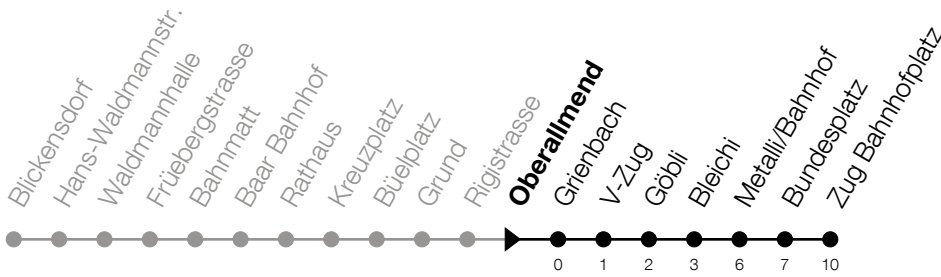 Blickensdorf
Hans-Waldmannstr.
Waldmannhalle
Früebergstrasse
Bahnmatt
Baar Bahnhof
Rathaus
Kreuzplatz
Büelplatz
Grund
Rigistrasse
Oberallmend
Grienbach
V-Zug
Göbli
Bleichi
Metalli/Bahnhof
Bundesplatz
Zug Bahnhofplatz
0 1 2 3 6 7 10